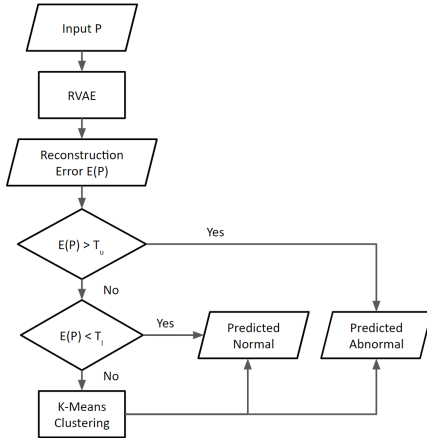 Input P
RVAE
Reconstruction
Error E(P)
E(P) > Tᵤ
Yes
No
E(P) < Tₗ
Yes
Predicted
Normal
Predicted
Abnormal
No
K-Means
Clustering